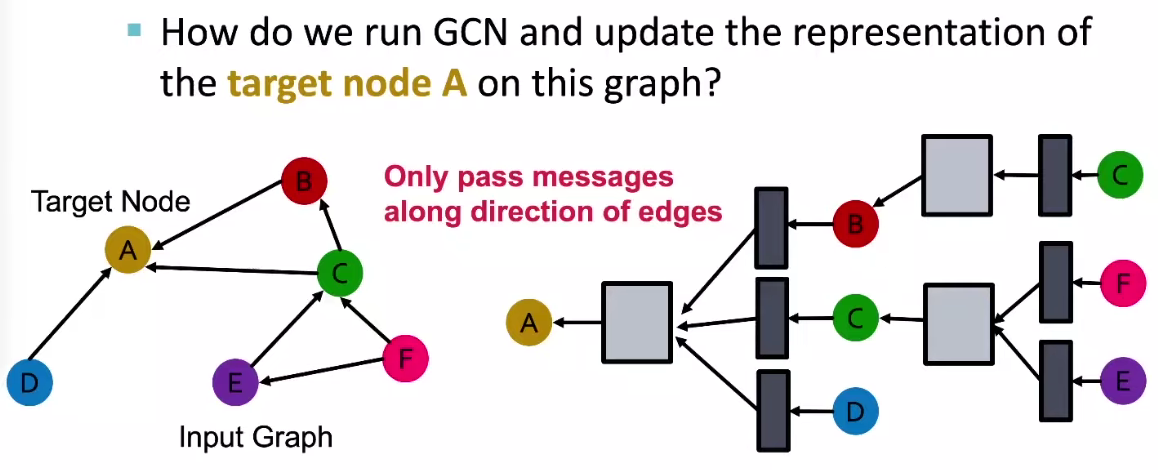 How do we run GCN and update the representation of
the target node A on this graph?
Target Node
Only pass messages
along direction of edges
A
B
C
D
E
F
Input Graph
A
B
C
D
C
F
E